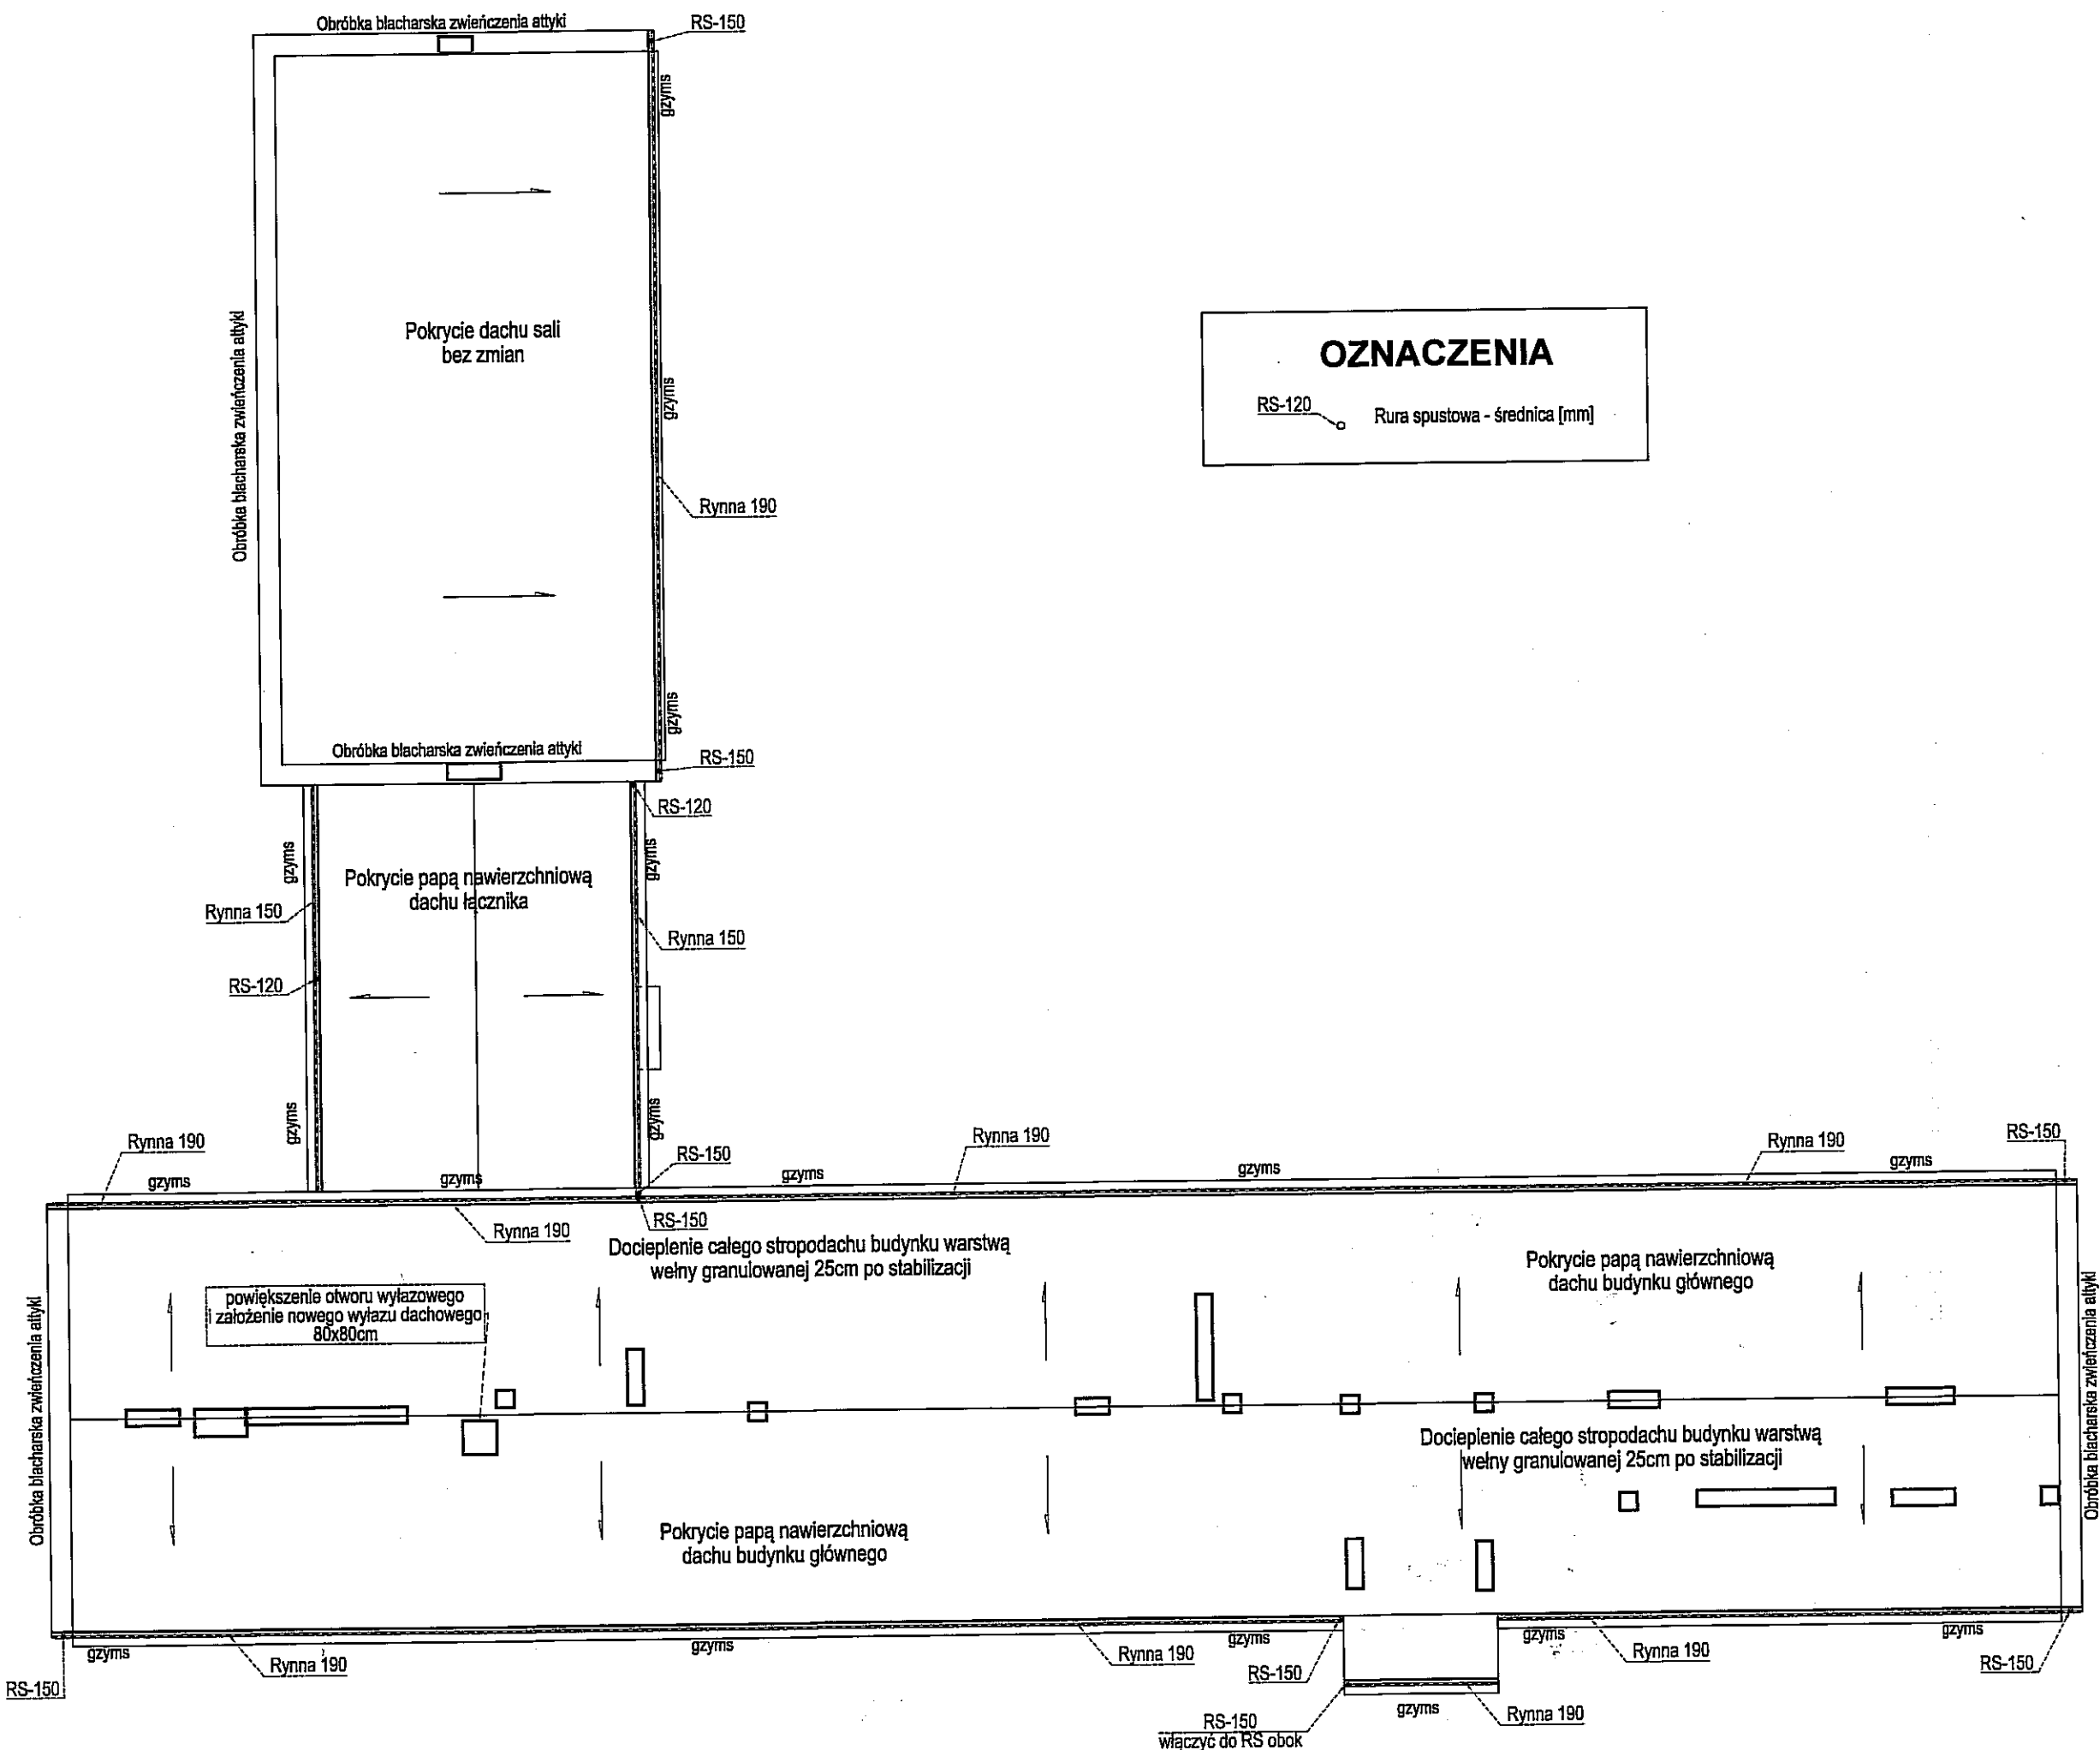 Obróbka blacharska zwieńczenia attyki
RS-150
gzyms
Obróbka blacharska zwieńczenia attyki
Pokrycie dachu sali
bez zmian
gzyms
OZNACZENIA
RS-120
Rura spustowa - średnica [mm]
Rynna 190
gzyms
Obróbka blacharska zwieńczenia attyki
RS-150
RS-120
gzyms
gzyms
Pokrycie papą nawierzchniową
dachu łącznika
Rynna 150
Rynna 150
RS-120
gzyms
gzyms
Rynna 190
RS-150
Rynna 190
Rynna 190
RS-150
gzyms
gzyms
gzyms
gzyms
gzyms
Rynna 190
RS-150
Docieplenie całego stropodachu budynku warstwą
wełny granulowanej 25cm po stabilizacji
Pokrycie papą nawierzchniową
dachu budynku głównego
powiększenie otworu wyłazowego
i założenie nowego wyłazu dachowego
80x80cm
Obróbka blacharska zwieńczenia attyki
Obróbka blacharska zwieńczenia attyki
Docieplenie całego stropodachu budynku warstwą
wełny granulowanej 25cm po stabilizacji
Pokrycie papą nawierzchniową
dachu budynku głównego
gzyms
Rynna 190
gzyms
Rynna 190
gzyms
RS-150
gzyms
Rynna 190
gzyms
RS-150
RS-150
gzyms
Rynna 190
RS-150
włączyć do RS obok